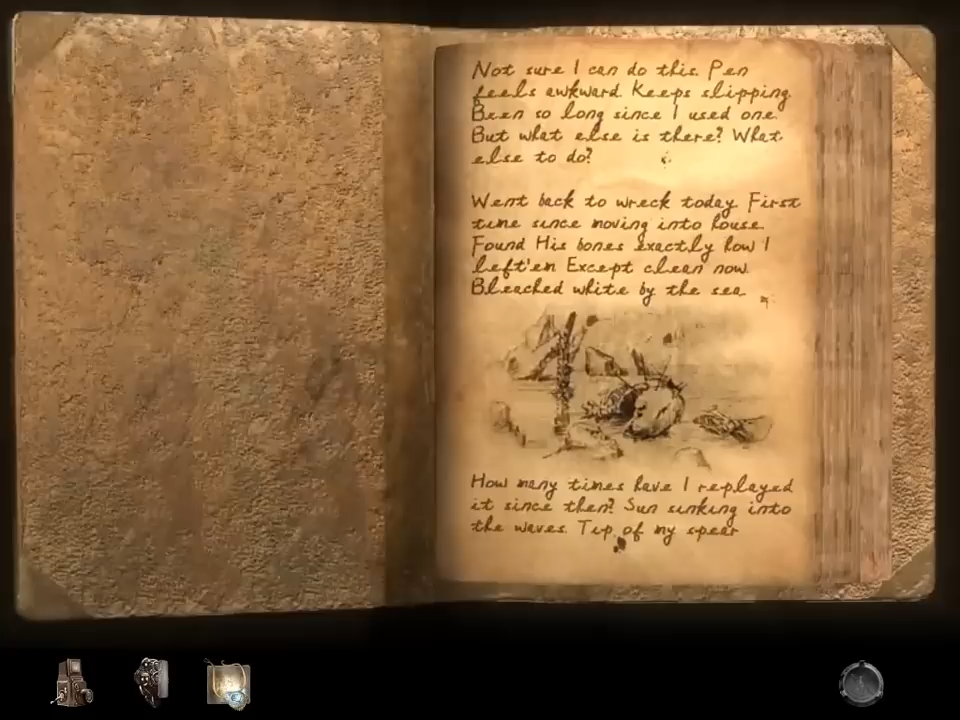 Not sure I can do this. Pen
feels awkward. Keeps slipping.
Been so long since I used one.
But what else is there? What
else to do?
Went back to wreck today. First
time since moving into house.
Found His bones exactly how I
left'em. Except clean now.
Bleached white by the sea.
How many times have I replayed
it since then? Sun sinking into
the waves. Tip of my spear